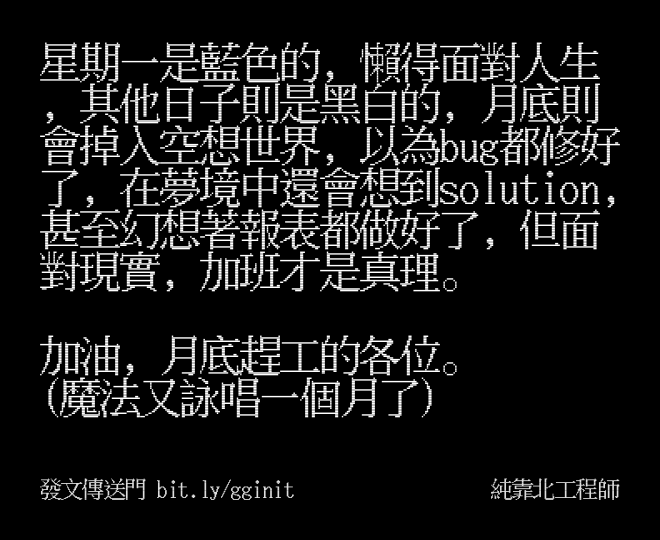 星期一是藍色的，懶得面對人生
，其他日子則是黑白的，月底則
會掉入空想世界，以為bug都修好
了，在夢境中還會想到solution，
甚至幻想著報表都做好了，但面
對現實，加班才是真理。
加油，月底趕工的各位。
(魔法又詠唱一個月了)
發文傳送門 bit.ly/gginit
純靠北工程師